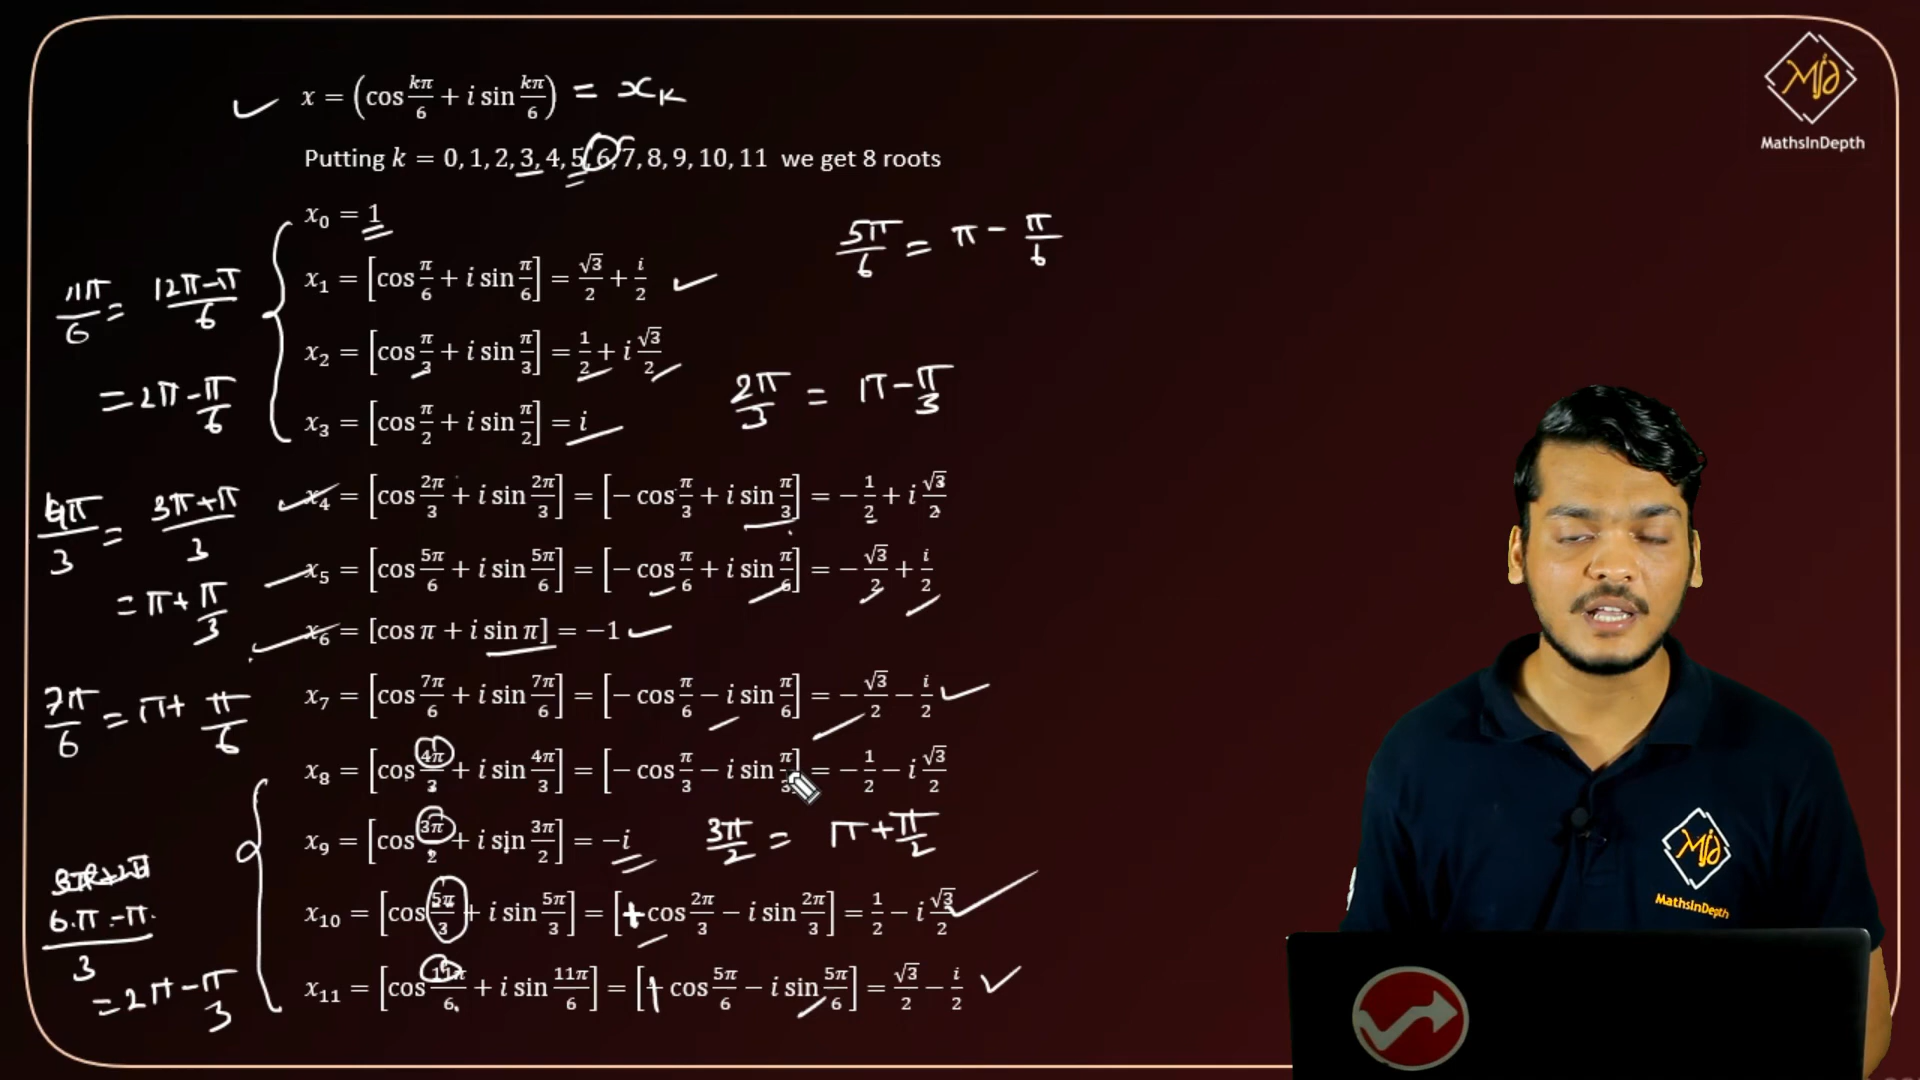 x = (cos kπ/6 + i sin kπ/6) = x_K
Putting k = 0, 1, 2, 3, 4, 5, 6, 7, 8, 9, 10, 11 we get 8 roots
x₀ = 1
x₁ = [cos π/6 + i sin π/6] = √3/2 + i/2
x₂ = [cos π/3 + i sin π/3] = 1/2 + i √3/2
x₃ = [cos π/2 + i sin π/2] = i
x₄ = [cos 2π/3 + i sin 2π/3] = [− cos π/3 + i sin π/3] = −1/2 + i √3/2
x₅ = [cos 5π/6 + i sin 5π/6] = [− cos π/6 + i sin π/6] = −√3/2 + i/2
x₆ = [cos π + i sin π] = −1
x₇ = [cos 7π/6 + i sin 7π/6] = [− cos π/6 − i sin π/6] = −√3/2 − i/2
x₈ = [cos 4π/3 + i sin 4π/3] = [− cos π/3 − i sin π/3] = −1/2 − i √3/2
x₉ = [cos 3π/2 + i sin 3π/2] = −i
x₁₀ = [cos 5π/3 + i sin 5π/3] = [+ cos 2π/3 − i sin 2π/3] = 1/2 − i √3/2
x₁₁ = [cos 11π/6 + i sin 11π/6] = [+ cos 5π/6 − i sin 5π/6] = √3/2 − i/2
11π/6 = 12π−π/6
= 2π − π/6
4π/3 = 3π+π/3
= π + π/3
7π/6 = π + π/6
6.π − π/3
= 2π − π/3
5π/6 = π − π/6
2π/3 = π − π/3
3π/2 = π + π/2
Mid
MathsInDepth
Mid
MathsInDepth